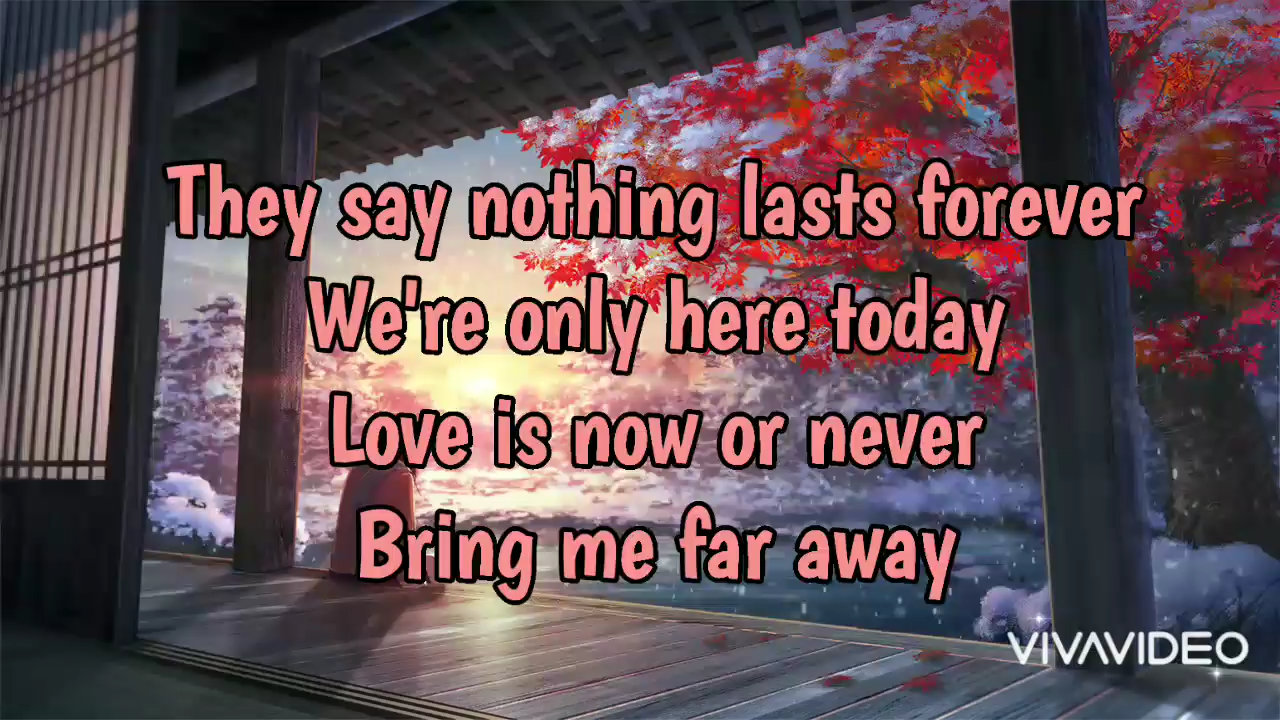 They say nothing lasts forever
We're only here today
Love is now or never
Bring me far away
VIVAVIDEO